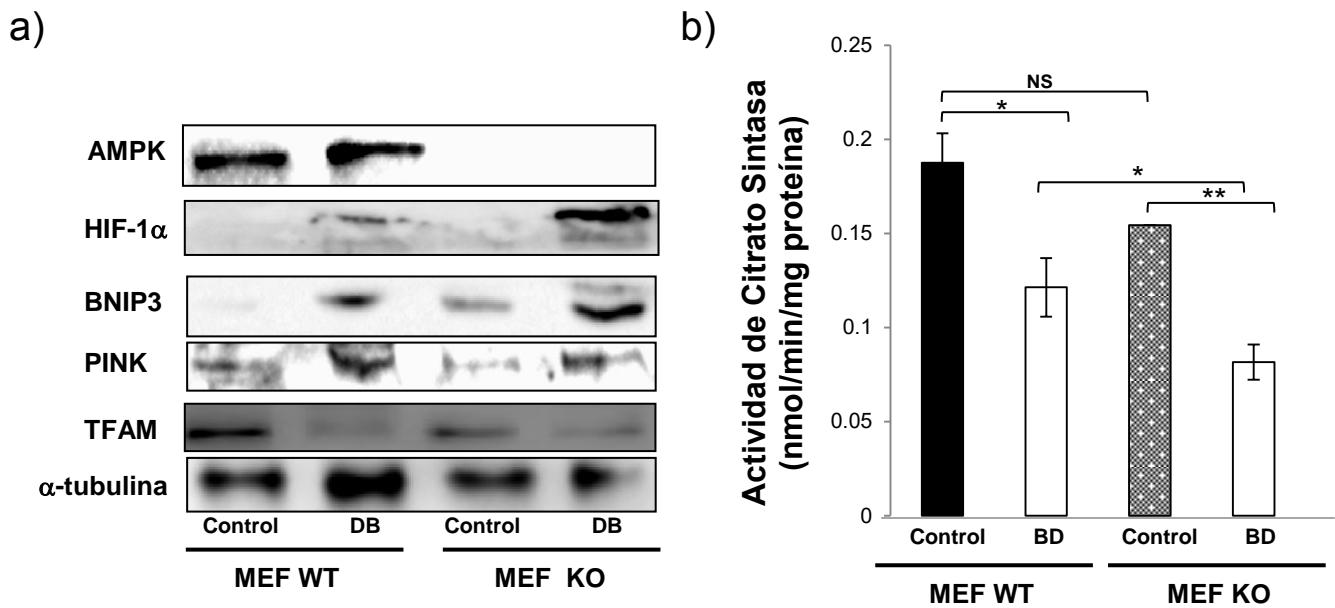 a)
AMPK
HIF-1α
BNIP3
PINK
TFAM
α-tubulina
Control DB Control DB
MEF WT MEF KO
b)
Actividad de Citrato Sintasa
(nmol/min/mg proteína)
0.25
0.2
0.15
0.1
0.05
0
NS
*
*
**
Control BD Control BD
MEF WT MEF KO